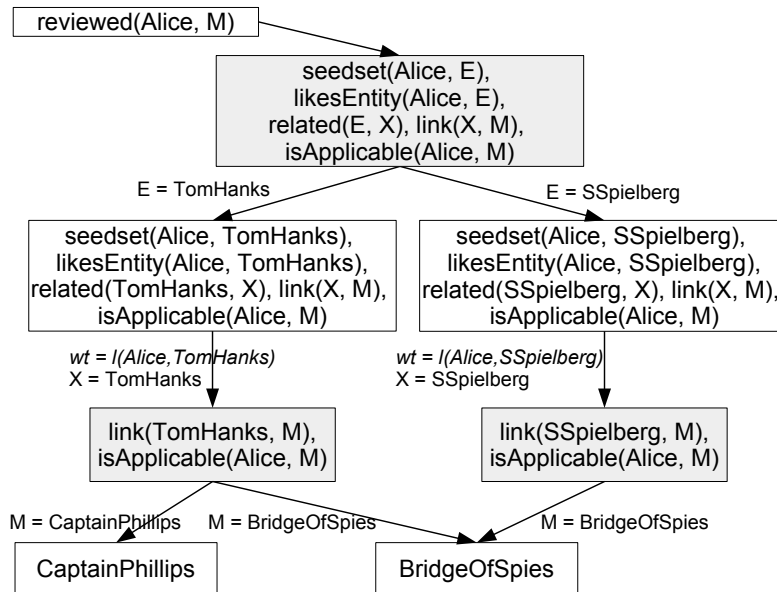 reviewed(Alice, M)
seedset(Alice, E),
likesEntity(Alice, E),
related(E, X), link(X, M),
isApplicable(Alice, M)
E = TomHanks
E = SSpielberg
seedset(Alice, TomHanks),
likesEntity(Alice, TomHanks),
related(TomHanks, X), link(X, M),
isApplicable(Alice, M)
seedset(Alice, SSpielberg),
likesEntity(Alice, SSpielberg),
related(SSpielberg, X), link(X, M),
isApplicable(Alice, M)
wt = l(Alice,TomHanks)
X = TomHanks
wt = l(Alice,SSpielberg)
X = SSpielberg
link(TomHanks, M),
isApplicable(Alice, M)
link(SSpielberg, M),
isApplicable(Alice, M)
M = CaptainPhillips
M = BridgeOfSpies
M = BridgeOfSpies
CaptainPhillips
BridgeOfSpies